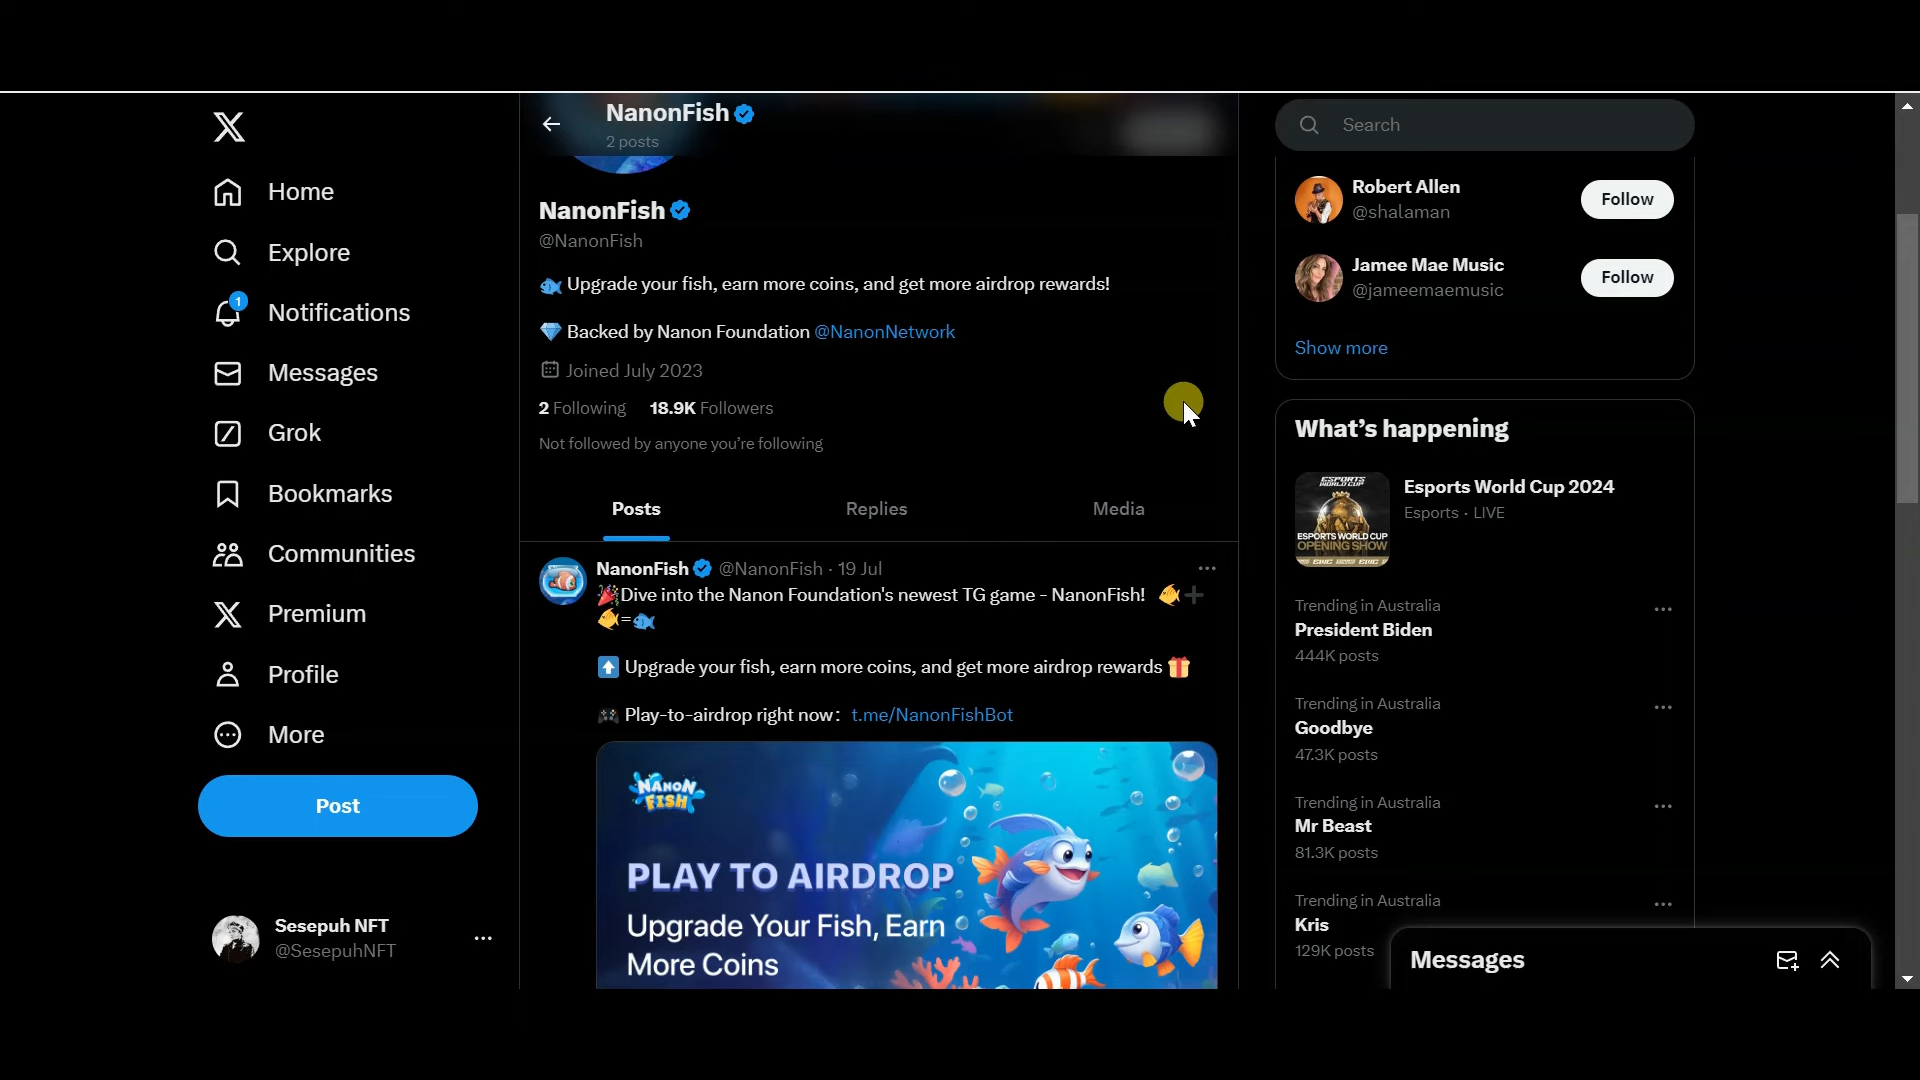 Home
Explore
1
Notifications
Messages
Grok
Bookmarks
Communities
Premium
Profile
More
Post
Sesepuh NFT
@SesepuhNFT
NanonFish
2 posts
NanonFish
@NanonFish
Upgrade your fish, earn more coins, and get more airdrop rewards!
Backed by Nanon Foundation @NanonNetwork
Joined July 2023
2 Following 18.9K Followers
Not followed by anyone you're following
Posts Replies Media
NanonFish @NanonFish · 19 Jul
Dive into the Nanon Foundation's newest TG game - NanonFish! 
=
Upgrade your fish, earn more coins, and get more airdrop rewards
Play-to-airdrop right now: t.me/NanonFishBot
NANON
FISH
PLAY TO AIRDROP
Upgrade Your Fish, Earn
More Coins
Search
Robert Allen
@shalaman
Follow
Jamee Mae Music
@jameemaemusic
Follow
Show more
What's happening
ESPORTS
WORLD CUP
ESPORTS WORLD CUP
OPENING SHOW
EWC EWC EWC
Esports World Cup 2024
Esports · LIVE
Trending in Australia
President Biden
444K posts
Trending in Australia
Goodbye
47.3K posts
Trending in Australia
Mr Beast
81.3K posts
Trending in Australia
Kris
129K posts
Messages